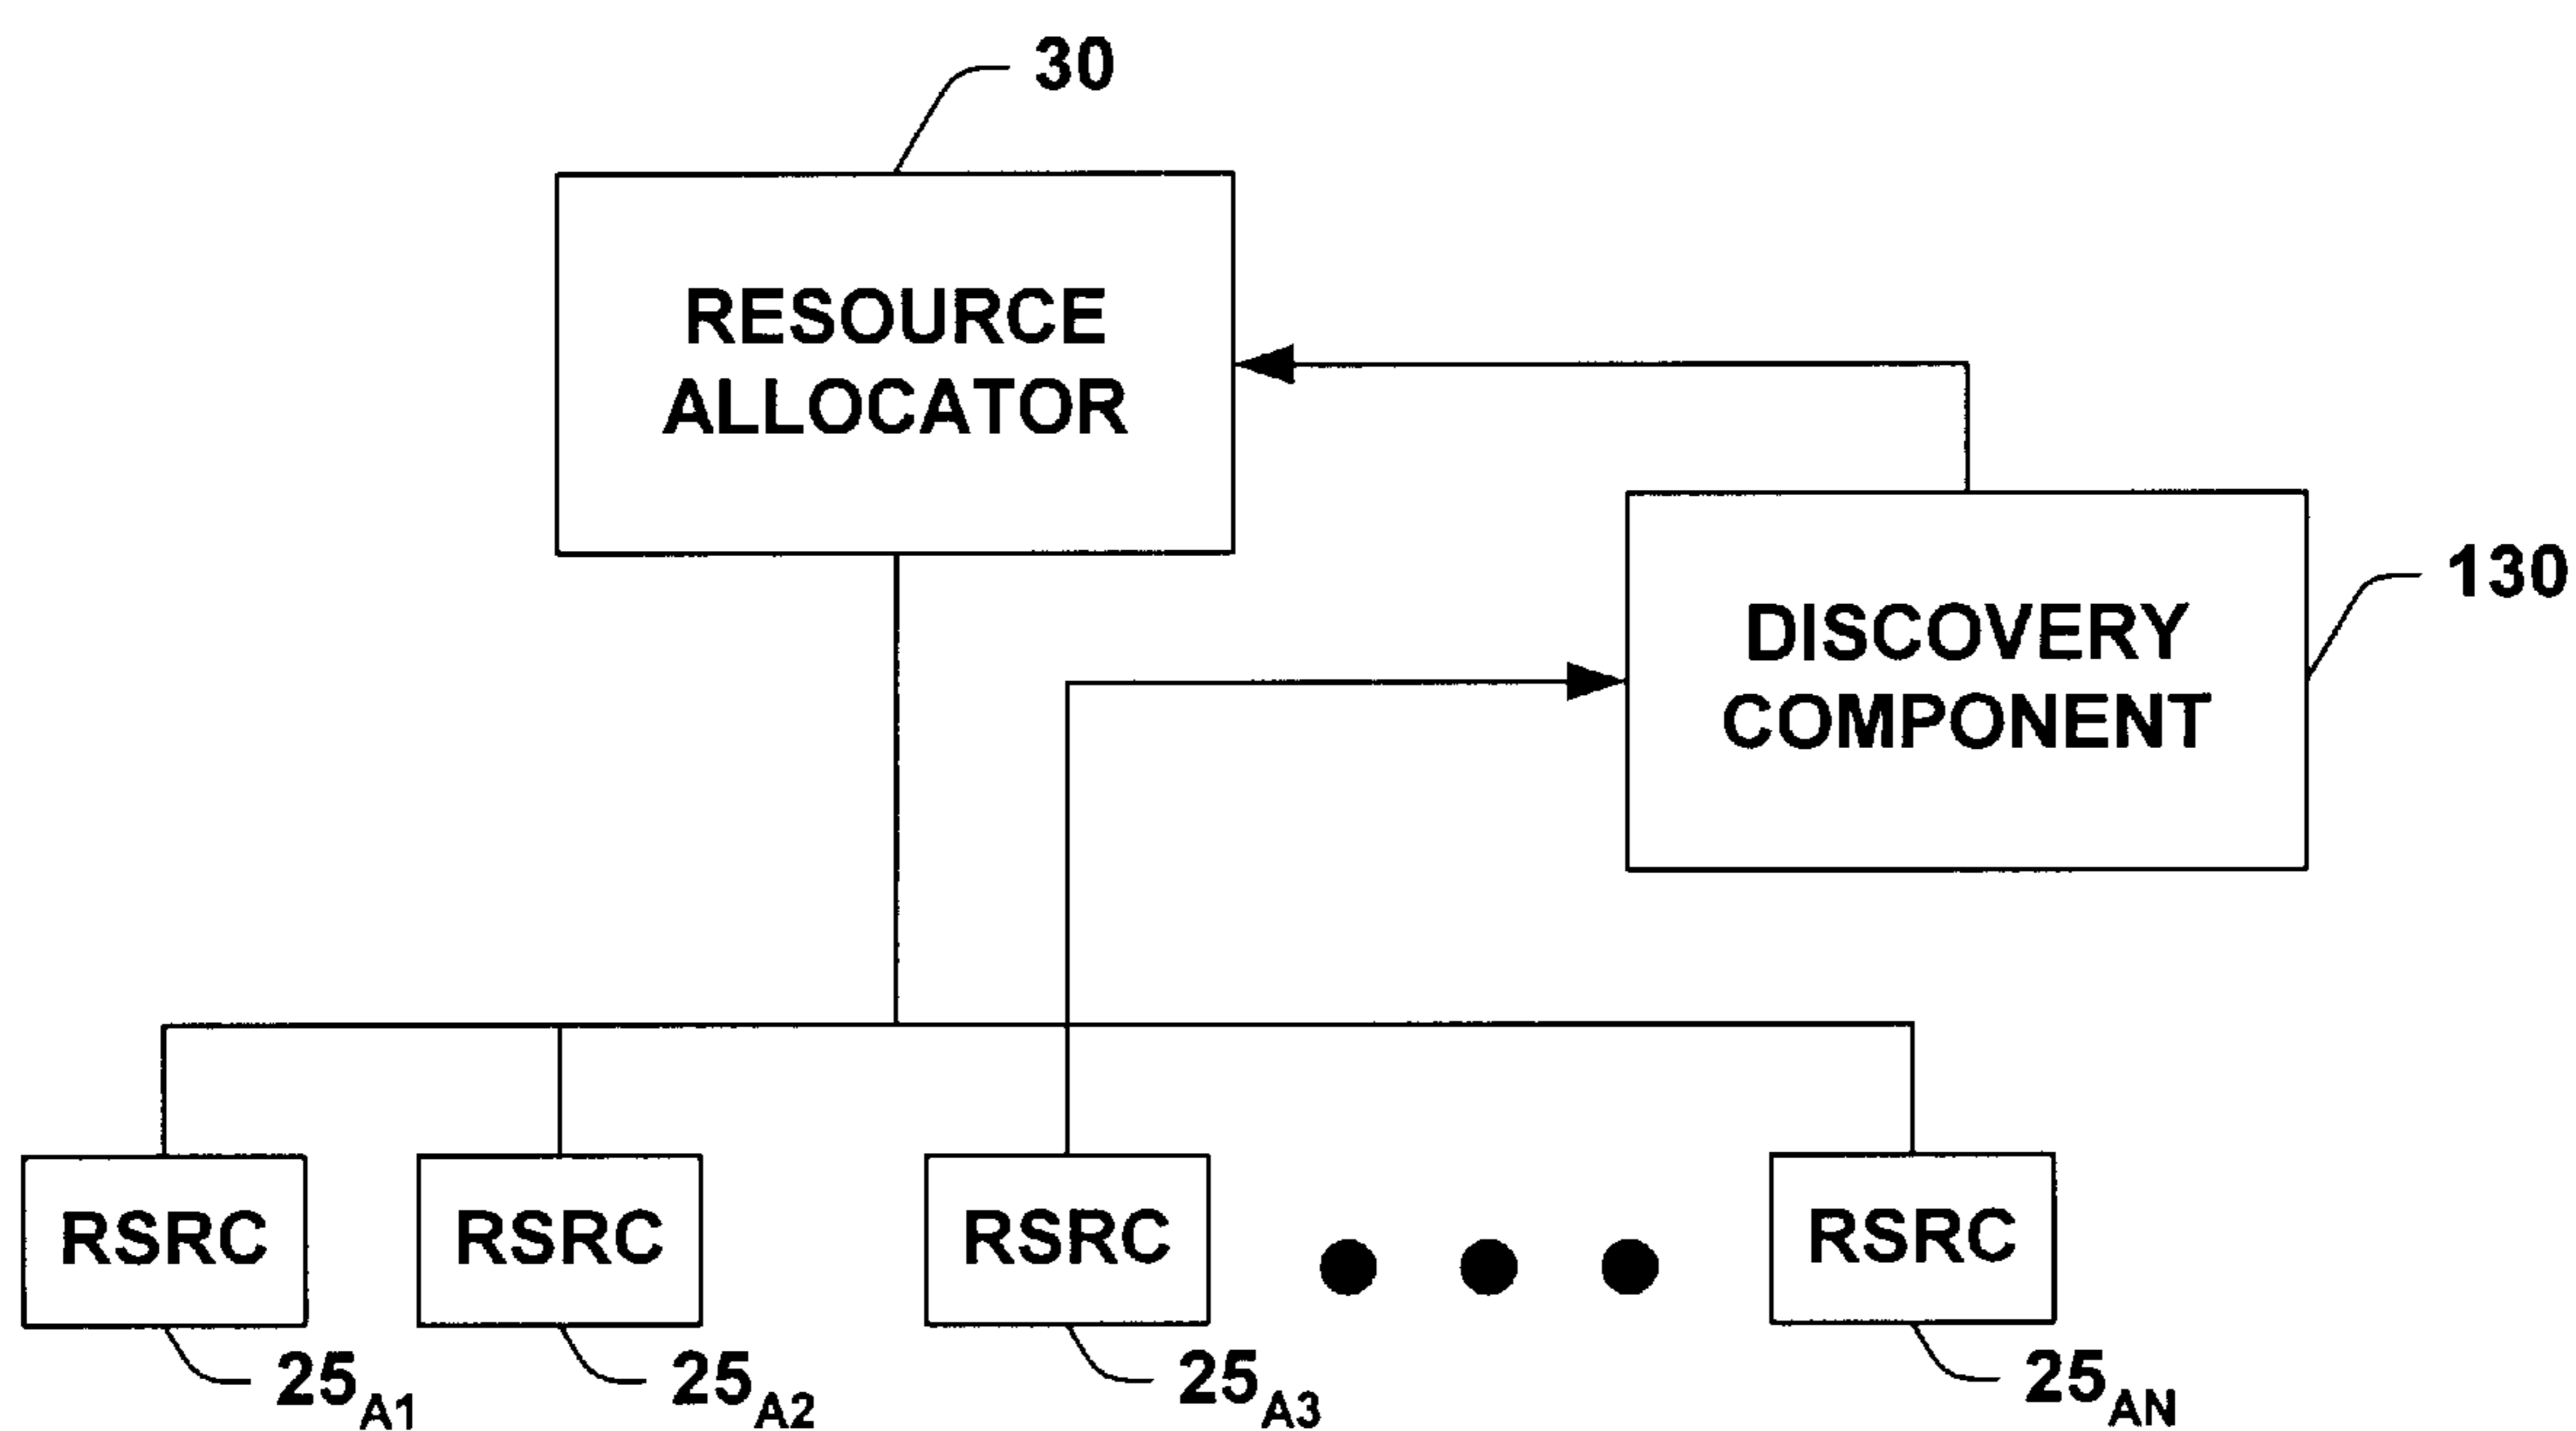 30
RESOURCE
ALLOCATOR
130
DISCOVERY
COMPONENT
RSRC
RSRC
RSRC
RSRC
25A1
25A2
25A3
25AN